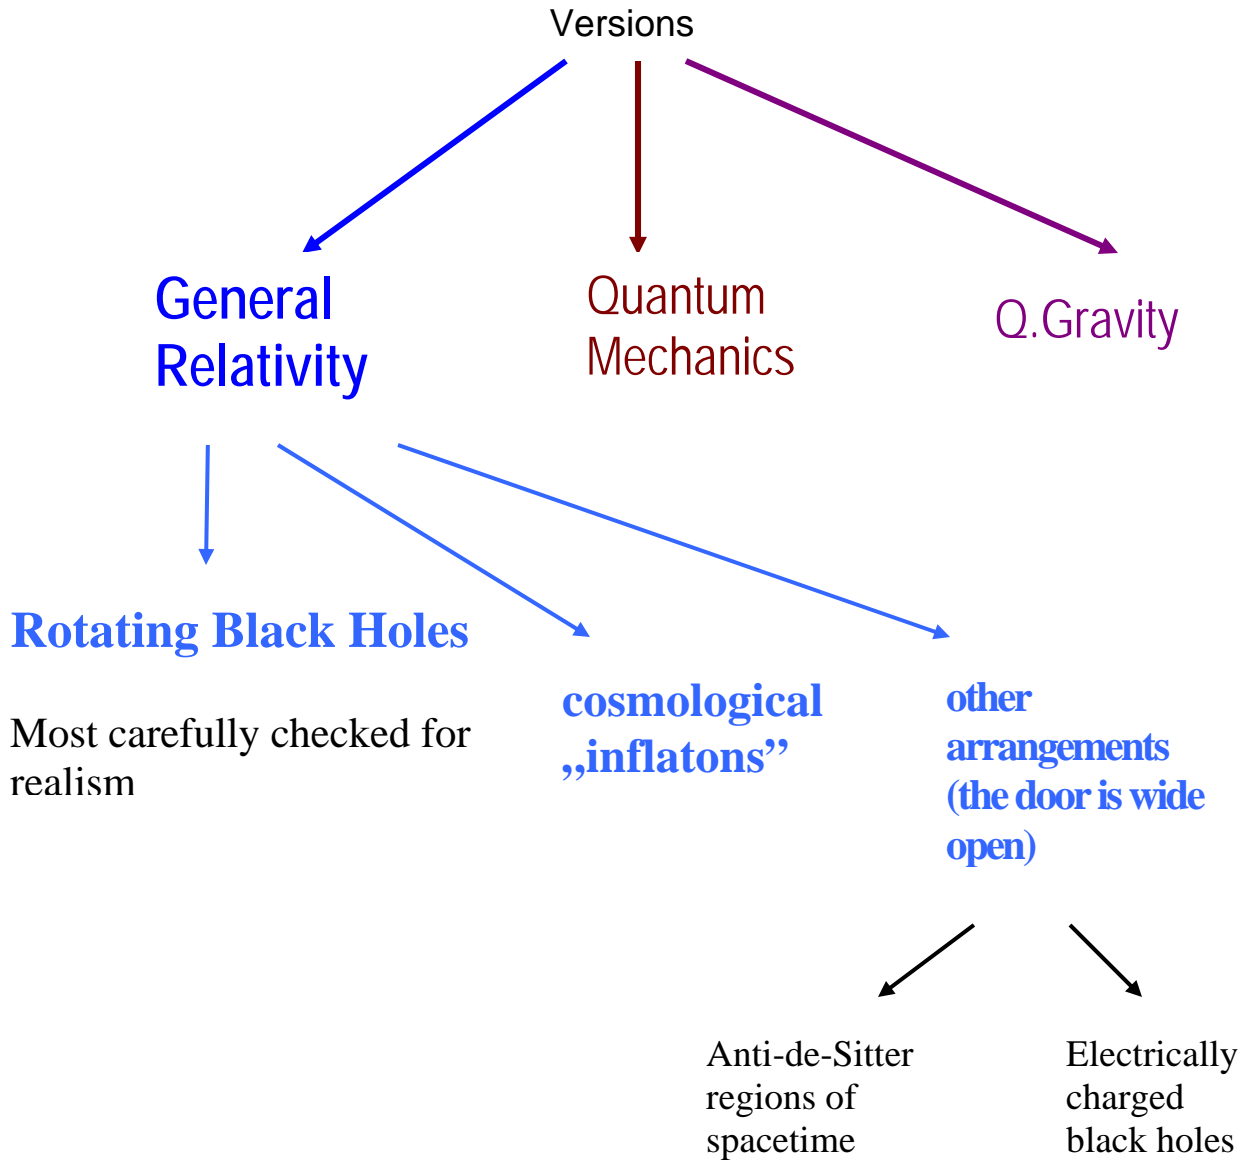 Versions
General
Relativity
Quantum
Mechanics
Q.Gravity
Rotating Black Holes
Most carefully checked for
realism
cosmological
„inflatons”
other
arrangements
(the door is wide
open)
Anti-de-Sitter
regions of
spacetime
Electrically
charged
black holes